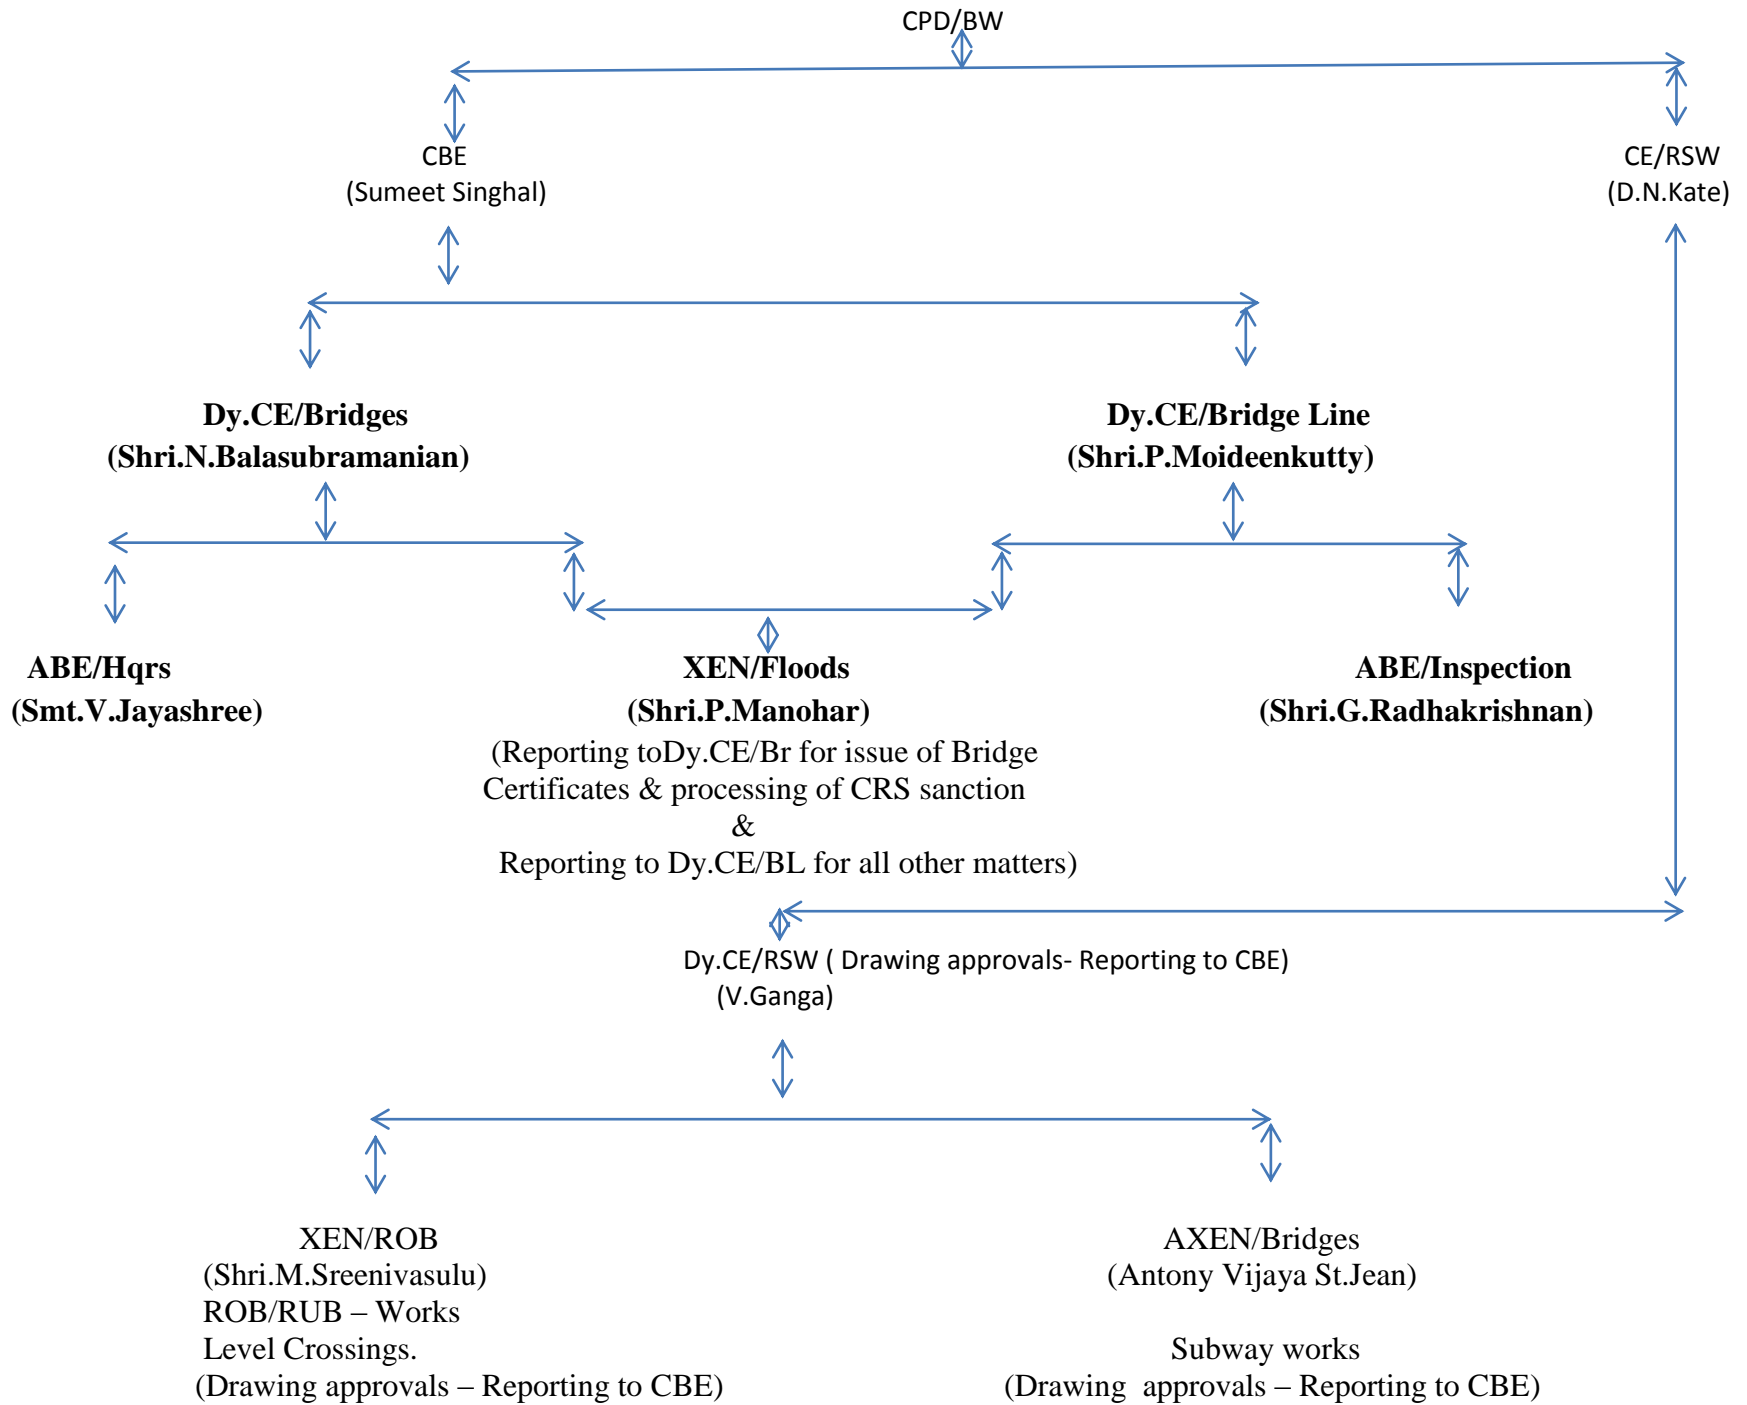 CPD/BW
CBE
(Sumeet Singhal)
CE/RSW
(D.N.Kate)
Dy.CE/Bridges
(Shri.N.Balasubramanian)
Dy.CE/Bridge Line
(Shri.P.Moideenkutty)
ABE/Hqrs
(Smt.V.Jayashree)
XEN/Floods
(Shri.P.Manohar)
(Reporting toDy.CE/Br for issue of Bridge
Certificates & processing of CRS sanction
&
Reporting to Dy.CE/BL for all other matters)
ABE/Inspection
(Shri.G.Radhakrishnan)
Dy.CE/RSW ( Drawing approvals- Reporting to CBE)
(V.Ganga)
XEN/ROB
(Shri.M.Sreenivasulu)
ROB/RUB – Works
Level Crossings.
(Drawing approvals – Reporting to CBE)
AXEN/Bridges
(Antony Vijaya St.Jean)
Subway works
(Drawing  approvals – Reporting to CBE)